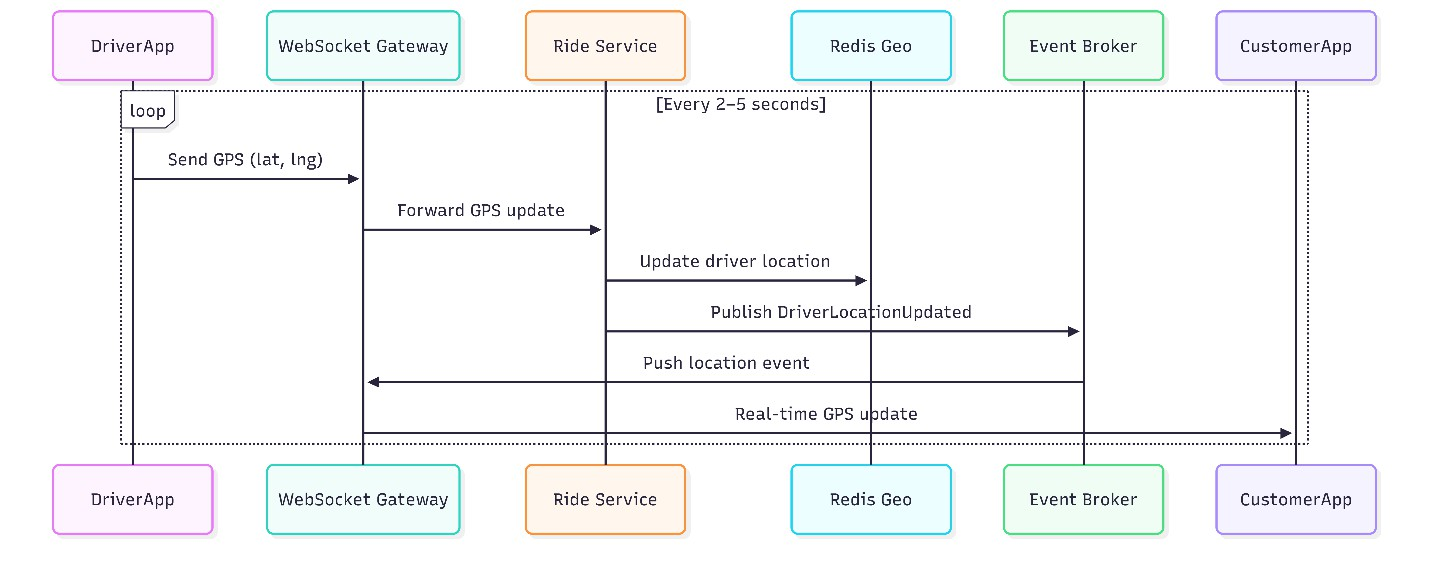 DriverApp
WebSocket Gateway
Ride Service
Redis Geo
Event Broker
CustomerApp
loop
[Every 2–5 seconds]
Send GPS (lat, lng)
Forward GPS update
Update driver location
Publish DriverLocationUpdated
Push location event
Real-time GPS update
DriverApp
WebSocket Gateway
Ride Service
Redis Geo
Event Broker
CustomerApp